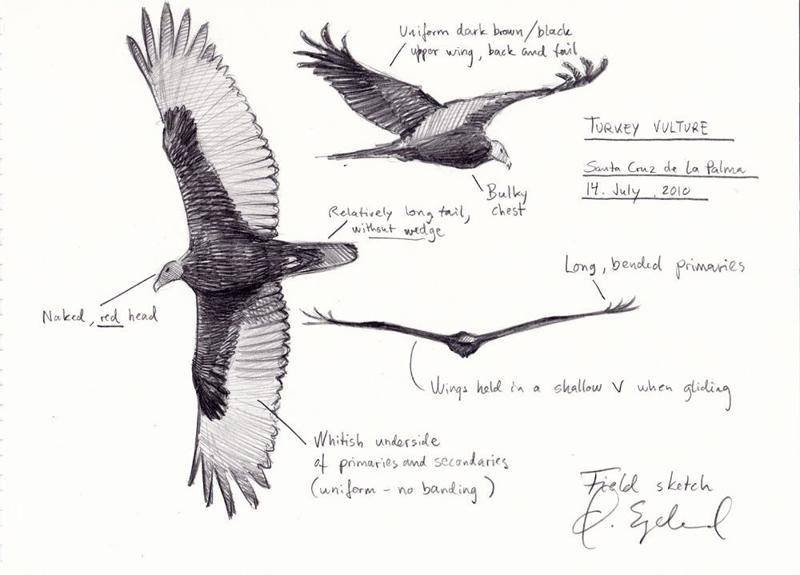 Uniform dark brown/black
upper wing, back and tail
TURKEY VULTURE
Santa Cruz de La Palma
14. July, 2010
Bulky
chest
Relatively long tail,
without wedge
Long, bended primaries
Naked, red head
Wings held in a shallow V when gliding
Whitish underside
of primaries and secondaries
(uniform - no banding)
Field sketch